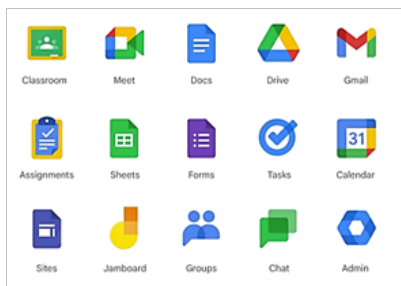 Classroom Meet Docs Drive Gmail
31
Assignments Sheets Forms Tasks Calendar
Sites Jamboard Groups Chat Admin